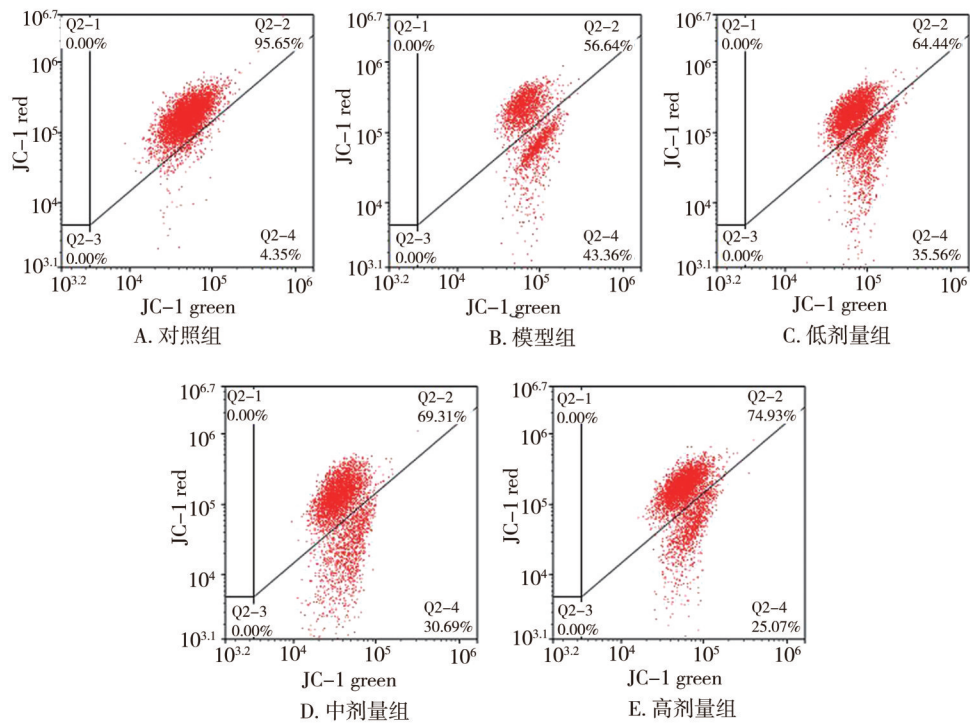 10^6.7
Q2-1
0.00%
Q2-2
95.65%
10^6
JC-1 red
10^5
10^4
Q2-3
0.00%
Q2-4
4.35%
10^3.1
10^3.2 10^4 10^5 10^6
JC-1 green
A. 对照组
10^6.7
Q2-1
0.00%
Q2-2
56.64%
10^6
JC-1 red
10^5
10^4
Q2-3
0.00%
Q2-4
43.36%
10^3.1
10^3.2 10^4 10^5 10^6
JC-1 green
B. 模型组
10^6.7
Q2-1
0.00%
Q2-2
64.44%
10^6
JC-1 red
10^5
10^4
Q2-3
0.00%
Q2-4
35.56%
10^3.1
10^3.2 10^4 10^5 10^6
JC-1 green
C. 低剂量组
10^6.7
Q2-1
0.00%
Q2-2
69.31%
10^6
JC-1 red
10^5
10^4
Q2-3
0.00%
Q2-4
30.69%
10^3.1
10^3.2 10^4 10^5 10^6
JC-1 green
D. 中剂量组
10^6.7
Q2-1
0.00%
Q2-2
74.93%
10^6
JC-1 red
10^5
10^4
Q2-3
0.00%
Q2-4
25.07%
10^3.1
10^3.2 10^4 10^5 10^6
JC-1 green
E. 高剂量组